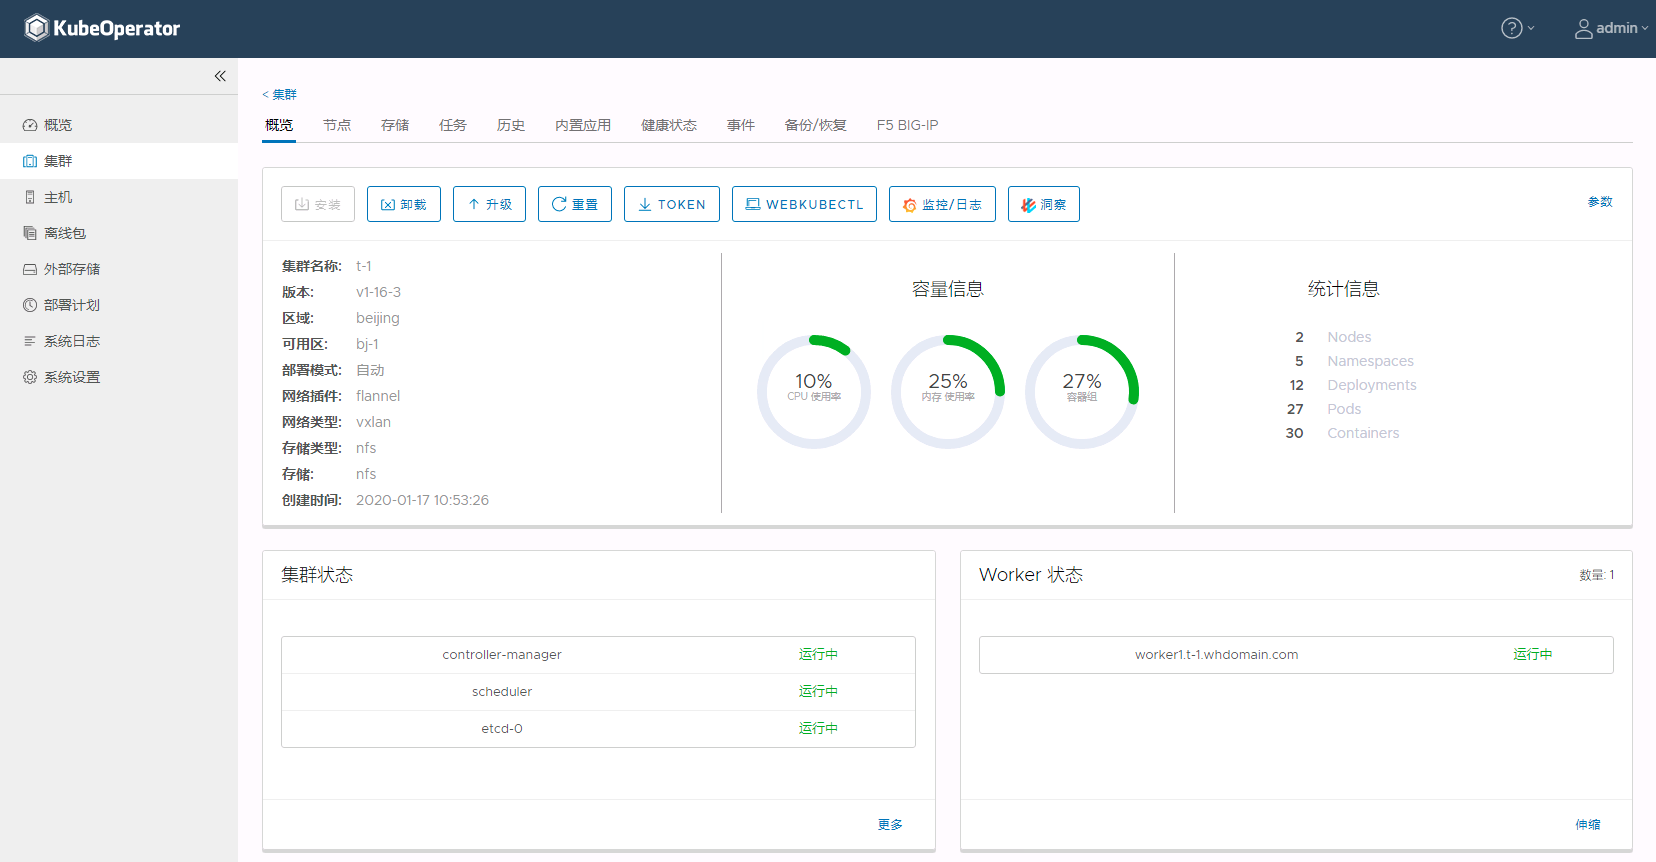 KubeOperator
? admin
概览
集群
主机
离线包
外部存储
部署计划
系统日志
系统设置
< 集群
概览 节点 存储 任务 历史 内置应用 健康状态 事件 备份/恢复 F5 BIG-IP
安装 卸载 升级 重置 TOKEN WEBKUBECTL 监控/日志 洞察 参数
集群名称: t-1
版本: v1-16-3
区域: beijing
可用区: bj-1
部署模式: 自动
网络插件: flannel
网络类型: vxlan
存储类型: nfs
存储: nfs
创建时间: 2020-01-17 10:53:26
容量信息
10%
CPU 使用率
25%
内存 使用率
27%
容器组
统计信息
2 Nodes
5 Namespaces
12 Deployments
27 Pods
30 Containers
集群状态
controller-manager 运行中
scheduler 运行中
etcd-0 运行中
更多
Worker 状态 数量: 1
worker1.t-1.whdomain.com 运行中
伸缩